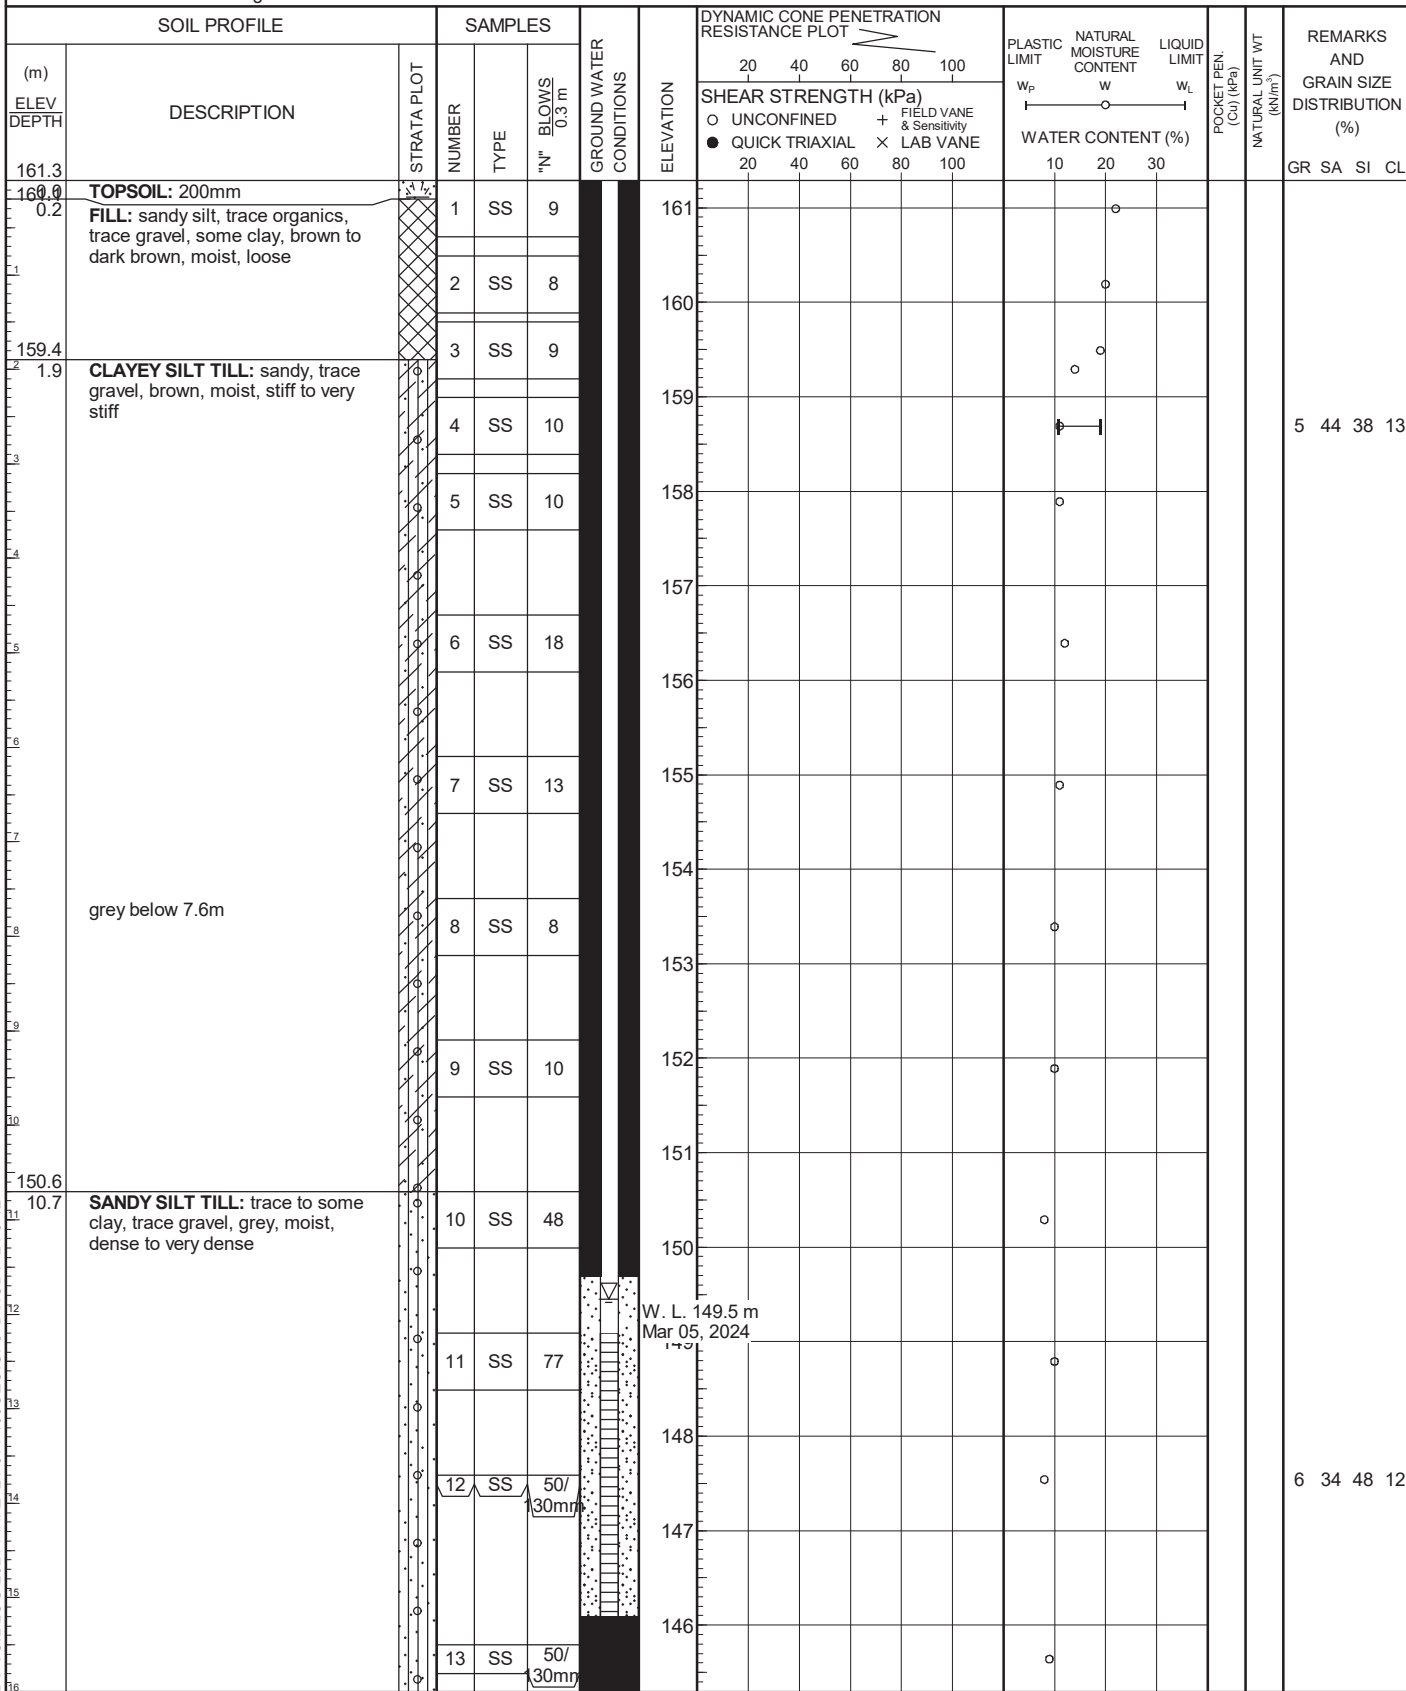 SOIL PROFILE
SAMPLES
GROUND WATER
CONDITIONS
ELEVATION
DYNAMIC CONE PENETRATION
RESISTANCE PLOT
20 40 60 80 100
SHEAR STRENGTH (kPa)
UNCONFINED
+ FIELD VANE
& Sensitivity
QUICK TRIAXIAL
× LAB VANE
20 40 60 80 100
PLASTIC
LIMIT
NATURAL
MOISTURE
CONTENT
LIQUID
LIMIT
WP
W
WL
WATER CONTENT (%)
10 20 30
POCKET PEN.
(Cu) (kPa)
NATURAL UNIT WT
(kN/m³)
REMARKS
AND
GRAIN SIZE
DISTRIBUTION
(%)
GR SA SI CL
(m)
ELEV
DEPTH
DESCRIPTION
STRATA PLOT
NUMBER
TYPE
"N" BLOWS
0.3 m
161.3
0.0
161.1
0.2
TOPSOIL: 200mm
FILL: sandy silt, trace organics,
trace gravel, some clay, brown to
dark brown, moist, loose
1 SS 9
161
1
2 SS 8
160
159.4
1.9
3 SS 9
2
CLAYEY SILT TILL: sandy, trace
gravel, brown, moist, stiff to very
stiff
159
4 SS 10
5 44 38 13
3
5 SS 10
158
4
157
5
6 SS 18
156
6
7 SS 13
155
7
154
grey below 7.6m
8 SS 8
8
153
9
9 SS 10
152
10
151
150.6
10.7
SANDY SILT TILL: trace to some
clay, trace gravel, grey, moist,
dense to very dense
11
10 SS 48
150
12
W. L. 149.5 m
Mar 05, 2024
149
11 SS 77
13
148
12 SS 50/
130mm
6 34 48 12
14
147
15
146
13 SS 50/
130mm
16